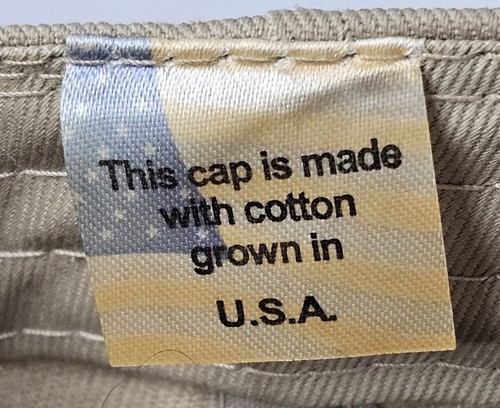 This cap is made
with cotton
grown in
U.S.A.